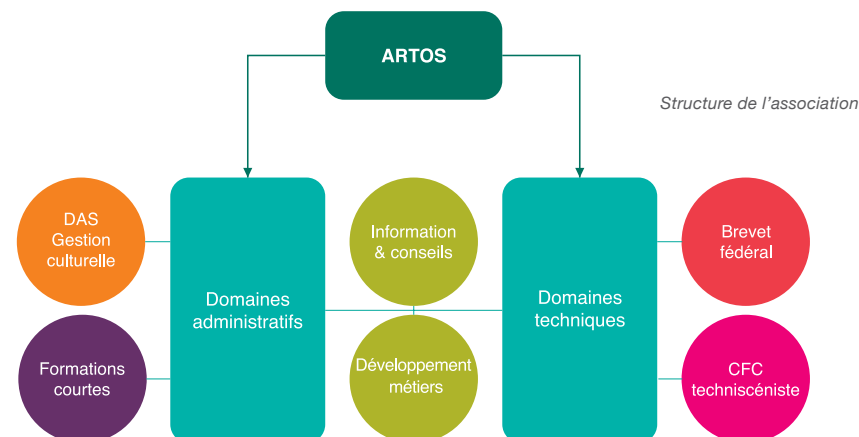 ARTOS
Structure de l’association
DAS
Gestion
culturelle
Information
& conseils
Brevet
fédéral
Domaines
administratifs
Domaines
techniques
Formations
courtes
Développement
métiers
CFC
techniscéniste